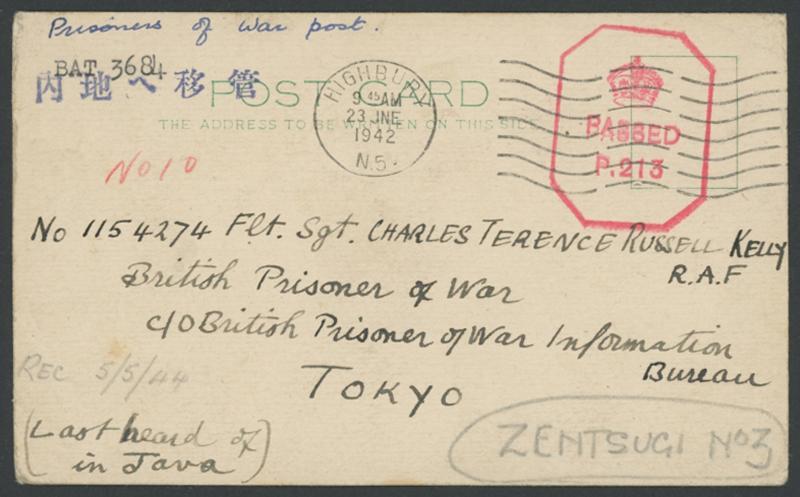 Prisoners of War post.
BAT 3684
内地へ移管
POST CARD
THE ADDRESS TO BE WRITTEN ON THIS SIDE
HIGHBURY
9 45 AM
23 JNE
1942
N.5.
PASSED
P.213
No 10
No 1154274 Flt. Sgt. CHARLES TERENCE RUSSELL KELLY
R.A.F
British Prisoner of War
c/o British Prisoner of War Information
Bureau
TOKYO
REC 5/5/44
(Last heard of
in Java)
ZENTSUGI No3